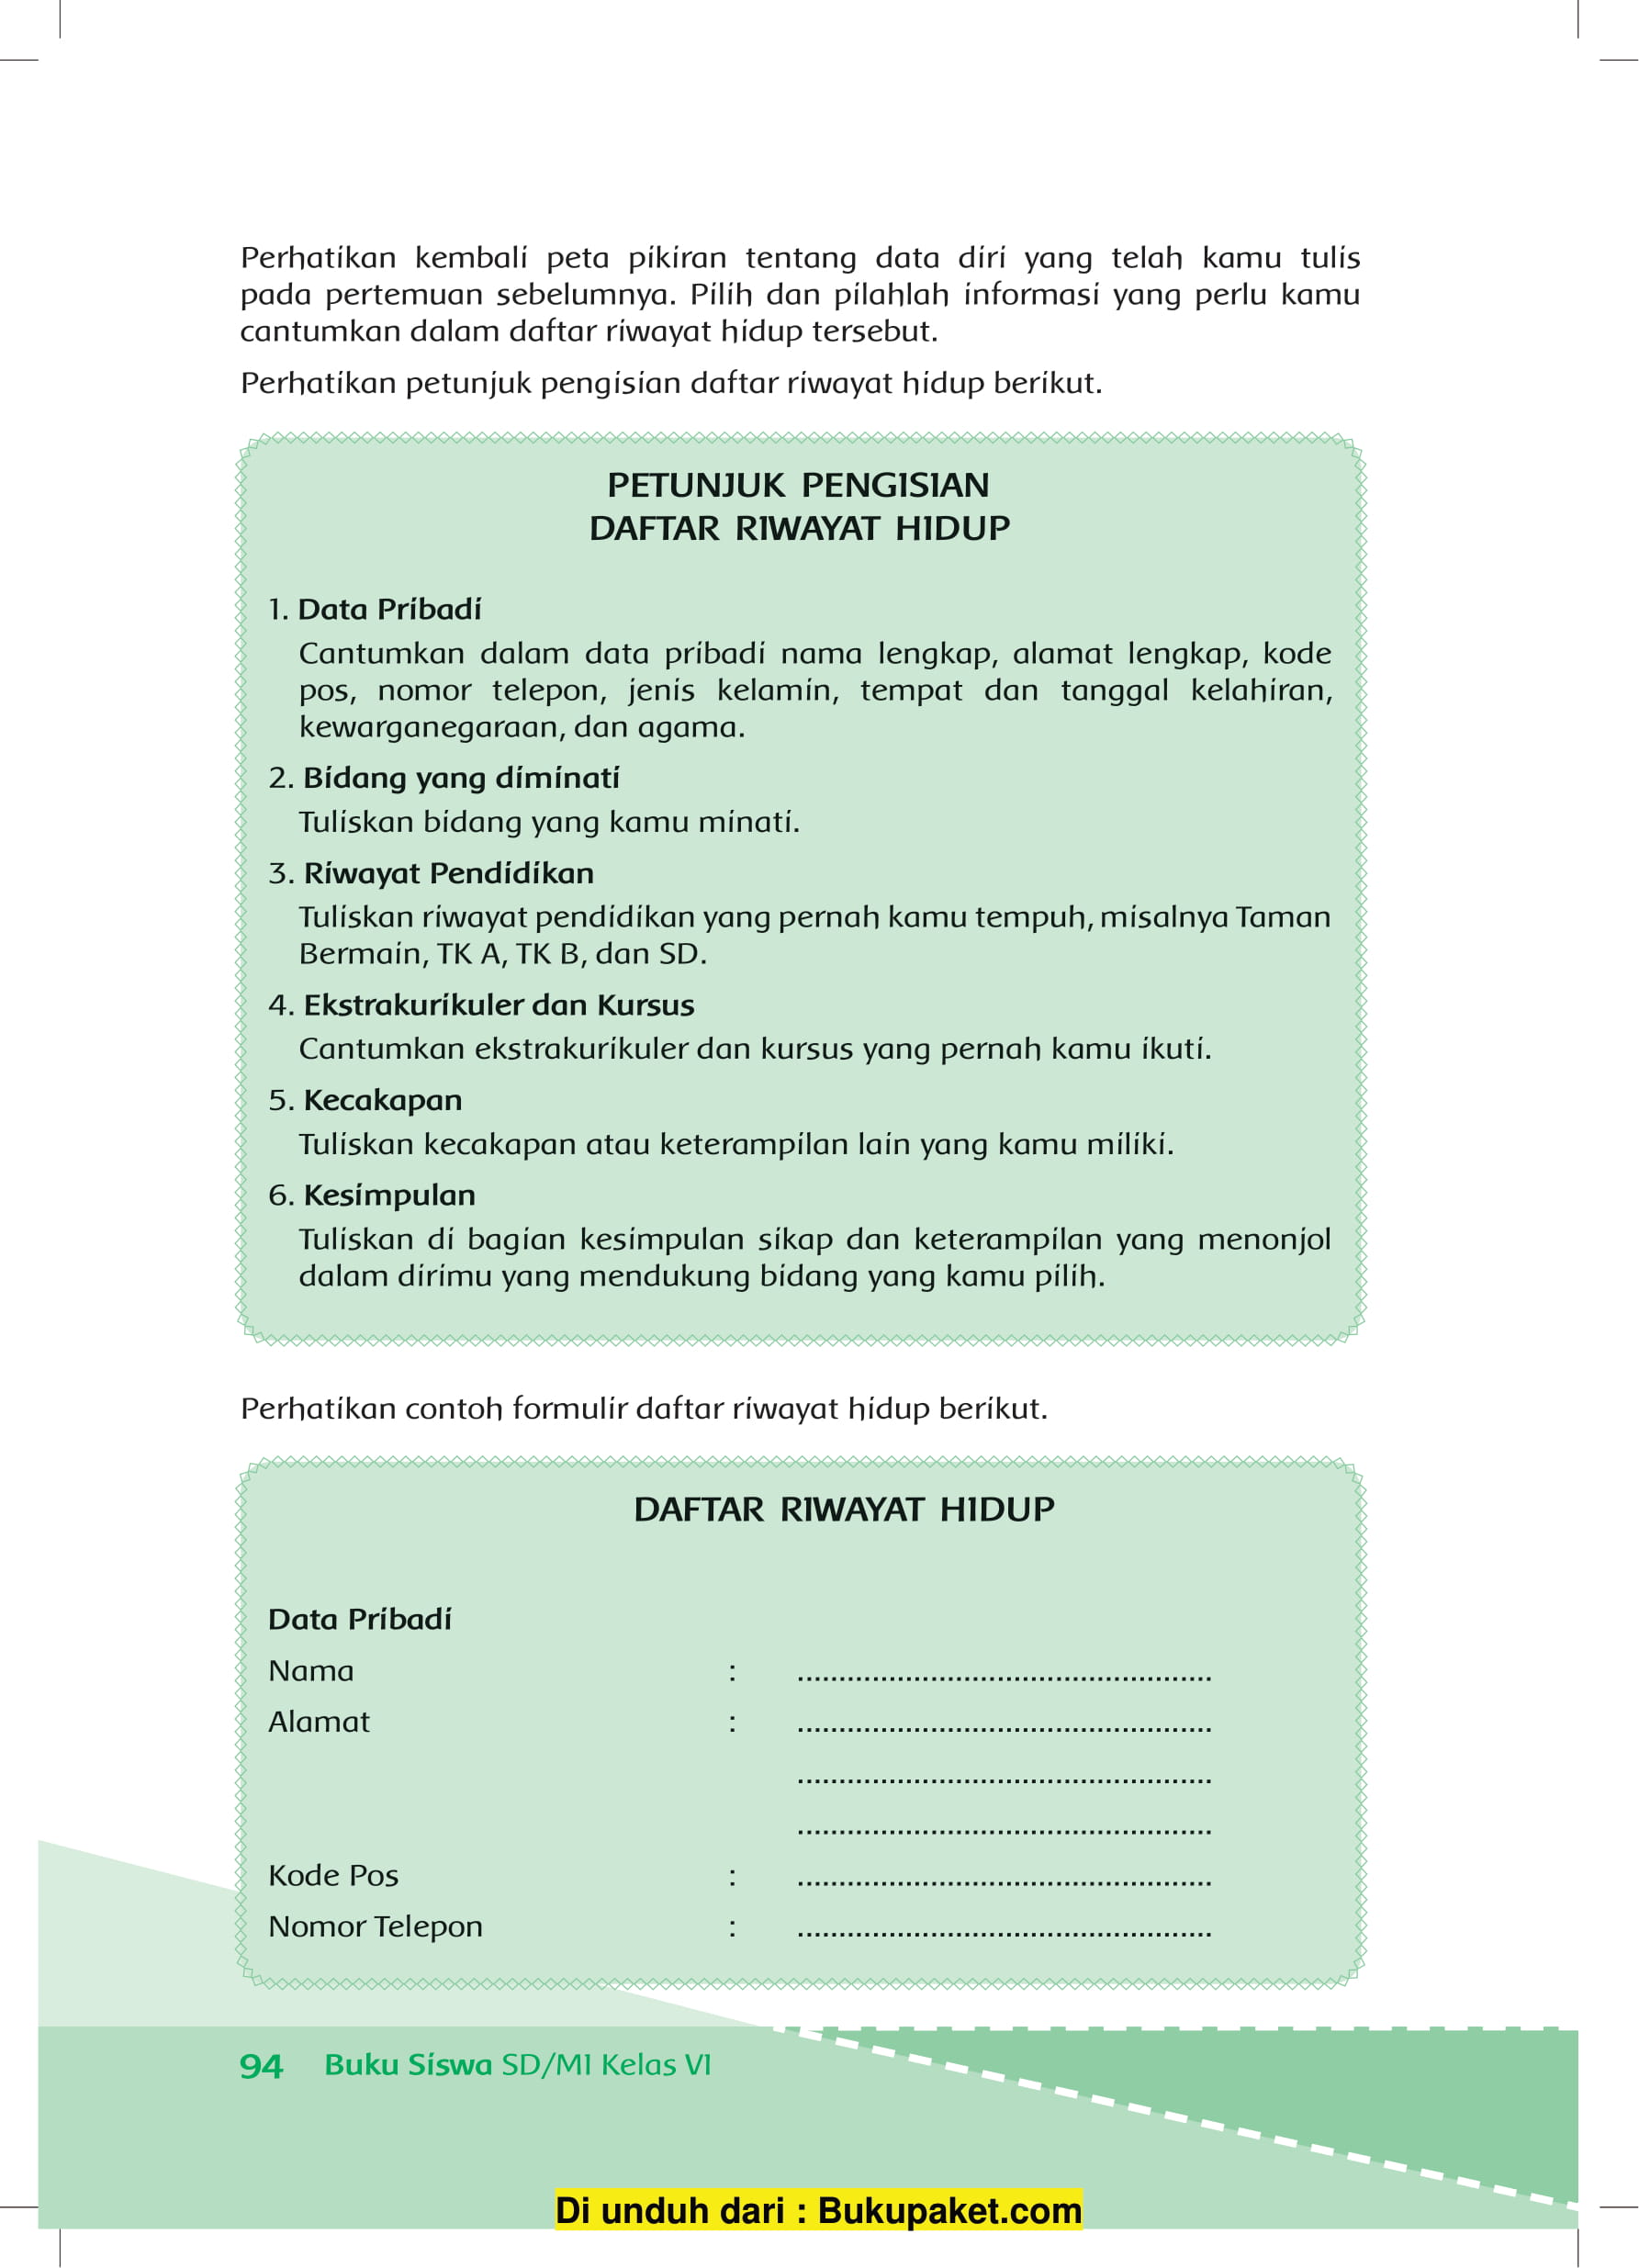 Perhatikan kembali peta pikiran tentang data diri yang telah kamu tulis
pada pertemuan sebelumnya. Pilih dan pilahlah informasi yang perlu kamu
cantumkan dalam daftar riwayat hidup tersebut.
Perhatikan petunjuk pengisian daftar riwayat hidup berikut.
PETUNJUK PENGISIAN
DAFTAR RIWAYAT HIDUP
1. Data Pribadi
Cantumkan dalam data pribadi nama lengkap, alamat lengkap, kode
pos, nomor telepon, jenis kelamin, tempat dan tanggal kelahiran,
kewarganegaraan, dan agama.
2. Bidang yang diminati
Tuliskan bidang yang kamu minati.
3. Riwayat Pendidikan
Tuliskan riwayat pendidikan yang pernah kamu tempuh, misalnya Taman
Bermain, TK A, TK B, dan SD.
4. Ekstrakurikuler dan Kursus
Cantumkan ekstrakurikuler dan kursus yang pernah kamu ikuti.
5. Kecakapan
Tuliskan kecakapan atau keterampilan lain yang kamu miliki.
6. Kesimpulan
Tuliskan di bagian kesimpulan sikap dan keterampilan yang menonjol
dalam dirimu yang mendukung bidang yang kamu pilih.
Perhatikan contoh formulir daftar riwayat hidup berikut.
DAFTAR RIWAYAT HIDUP
Data Pribadi
Nama : ..................................................
Alamat : ..................................................
..................................................
..................................................
Kode Pos : ..................................................
Nomor Telepon : ..................................................
94 Buku Siswa SD/MI Kelas VI
Di unduh dari : Bukupaket.com